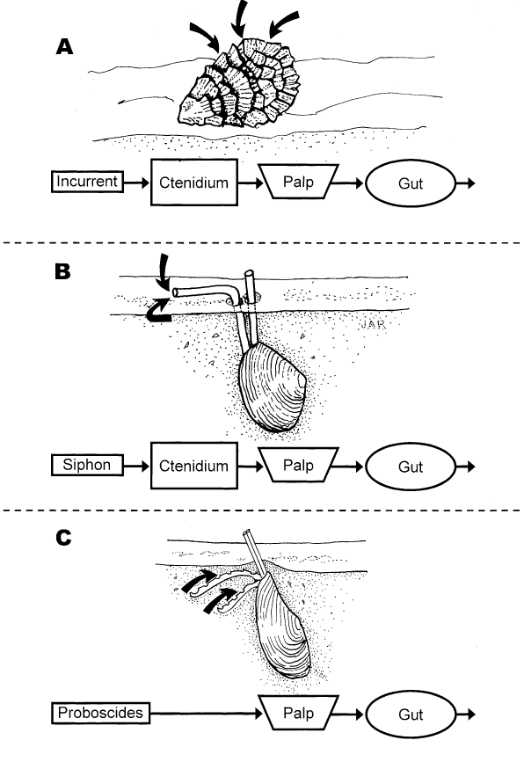 A
Incurrent Ctenidium Palp Gut
B
JAR
Siphon Ctenidium Palp Gut
C
Proboscides Palp Gut